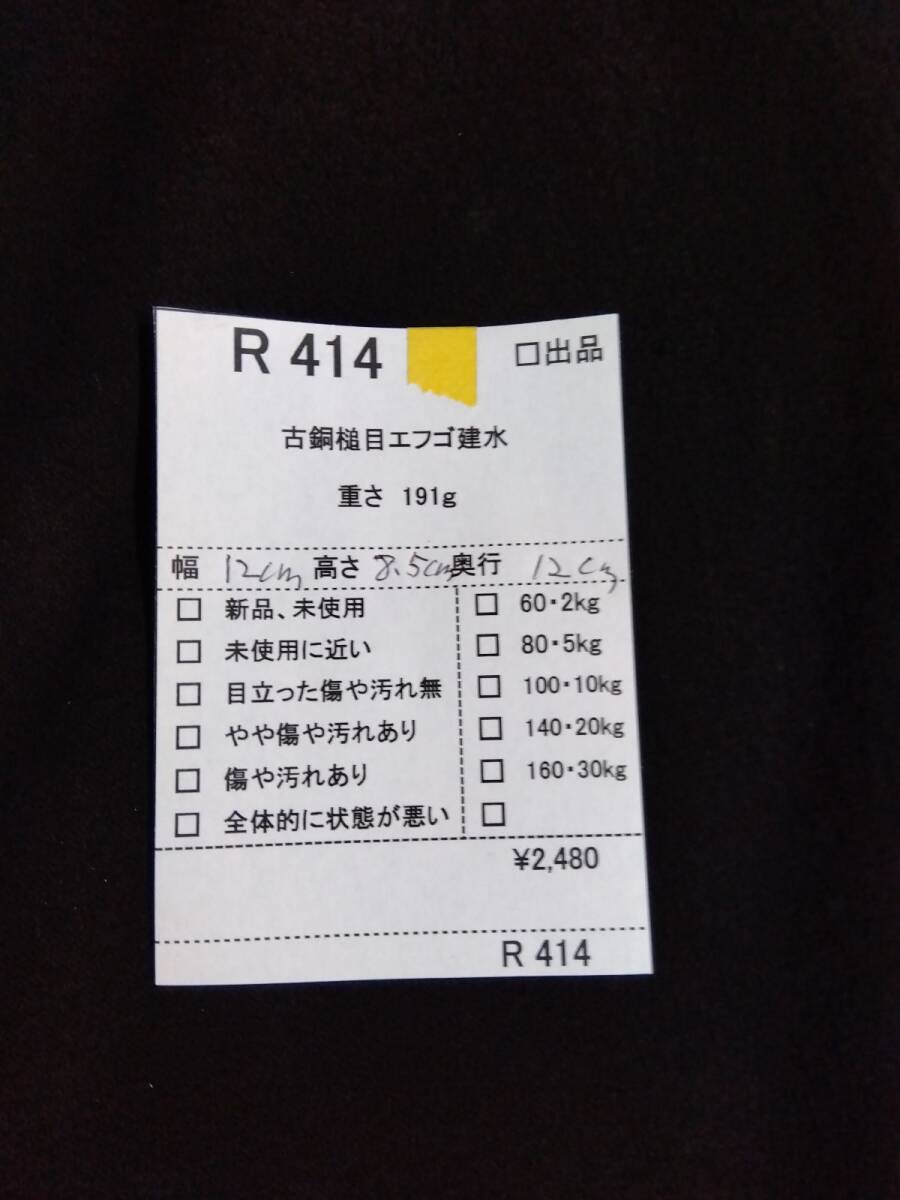 R 414 □出品
古銅槌目エフゴ建水
重さ 191g
幅 12cm 高さ 8.5cm 奥行 12cm
□ 新品、未使用 □ 60・2kg
□ 未使用に近い □ 80・5kg
□ 目立った傷や汚れ無 □ 100・10kg
□ やや傷や汚れあり □ 140・20kg
□ 傷や汚れあり □ 160・30kg
□ 全体的に状態が悪い □
¥2,480
R 414